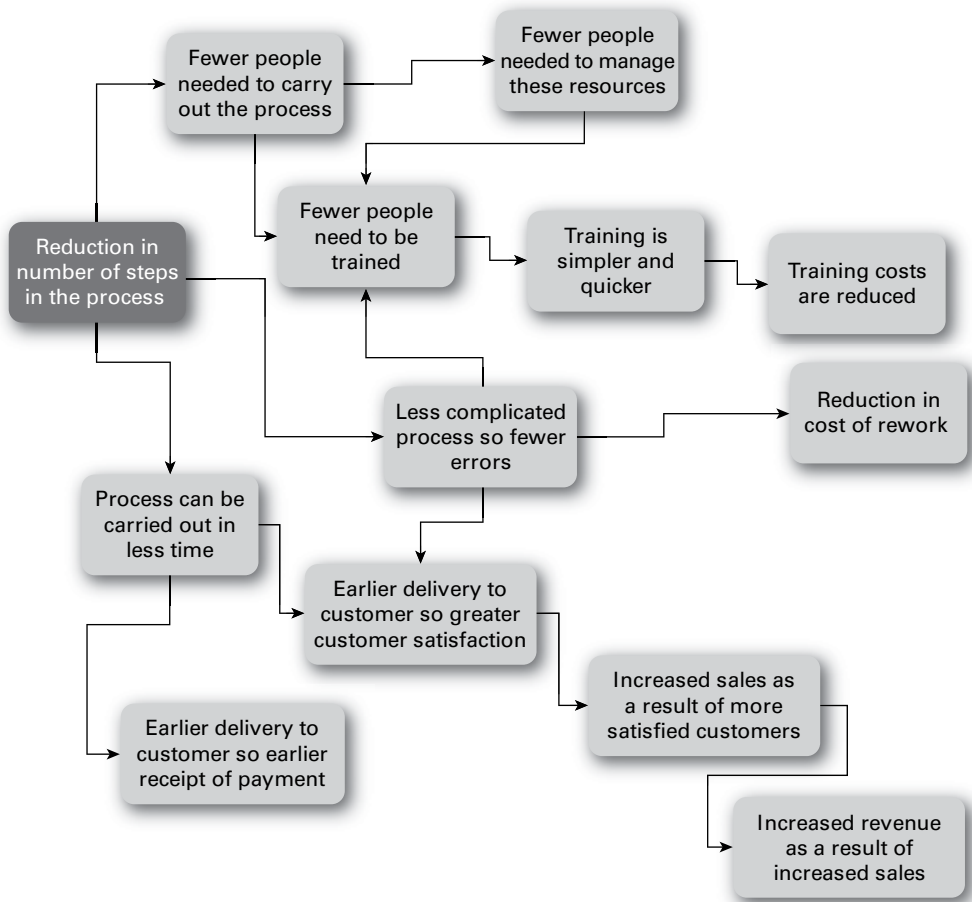 Fewer people
needed to carry
out the process
Fewer people
needed to manage
these resources
Reduction in
number of steps
in the process
Fewer people
need to be
trained
Training is
simpler and
quicker
Training costs
are reduced
Less complicated
process so fewer
errors
Reduction in
cost of rework
Process can be
carried out in
less time
Earlier delivery to
customer so greater
customer satisfaction
Earlier delivery to
customer so earlier
receipt of payment
Increased sales as
a result of more
satisfied customers
Increased revenue
as a result of
increased sales